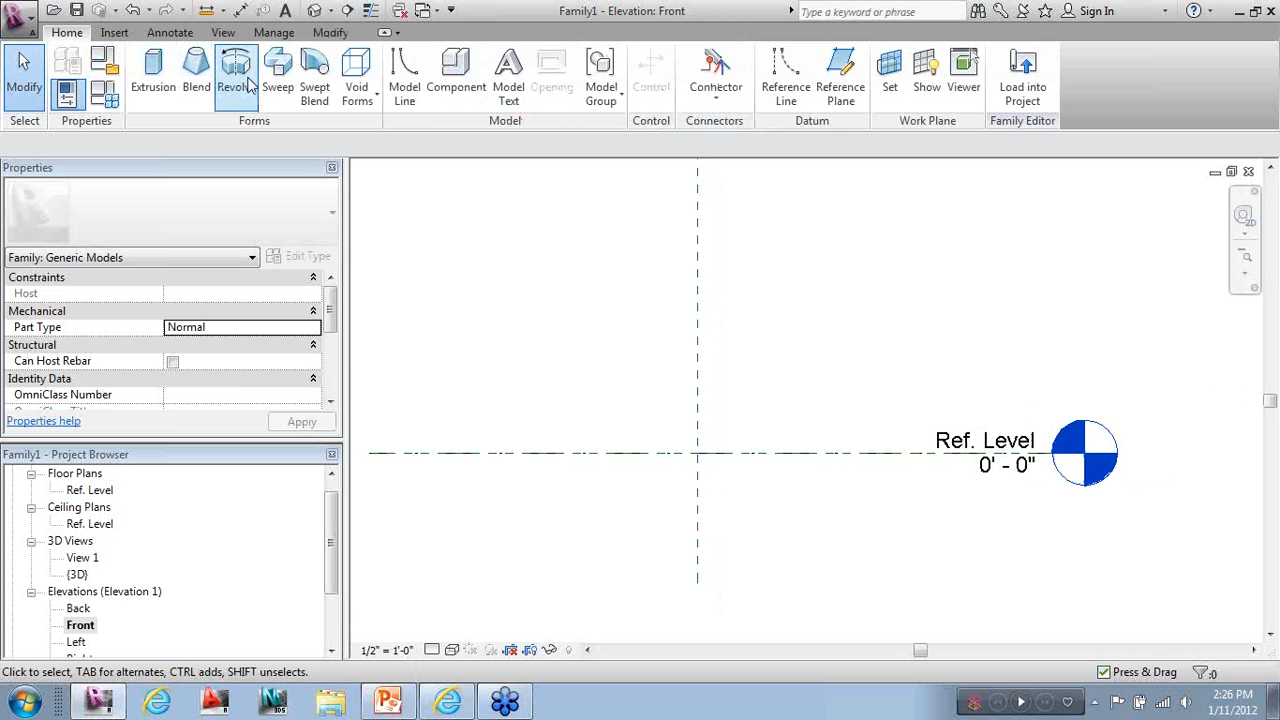 Family1 - Elevation: Front
Type a keyword or phrase
Sign In
Home
Insert
Annotate
View
Manage
Modify
Modify
Extrusion
Blend
Sweep
Swept Blend
Void Forms
Model Line
Component
Model Text
Opening
Model Group
Control
Connector
Reference Line
Reference Plane
Set
Show
Viewer
Load into Project
Select
Properties
Forms
Model
Control
Connectors
Datum
Work Plane
Family Editor
Properties
Family: Generic Models
Edit Type
Constraints
Host
Mechanical
Part Type
Normal
Structural
Can Host Rebar
Identity Data
OmniClass Number
Properties help
Apply
Family1 - Project Browser
Floor Plans
Ref. Level
Ceiling Plans
Ref. Level
3D Views
View 1
{3D}
Elevations (Elevation 1)
Back
Front
Left
Ref. Level
0' - 0"
2D
1/2" = 1'-0"
Click to select, TAB for alternates, CTRL adds, SHIFT unselects.
Press & Drag
:0
2:26 PM
1/11/2012